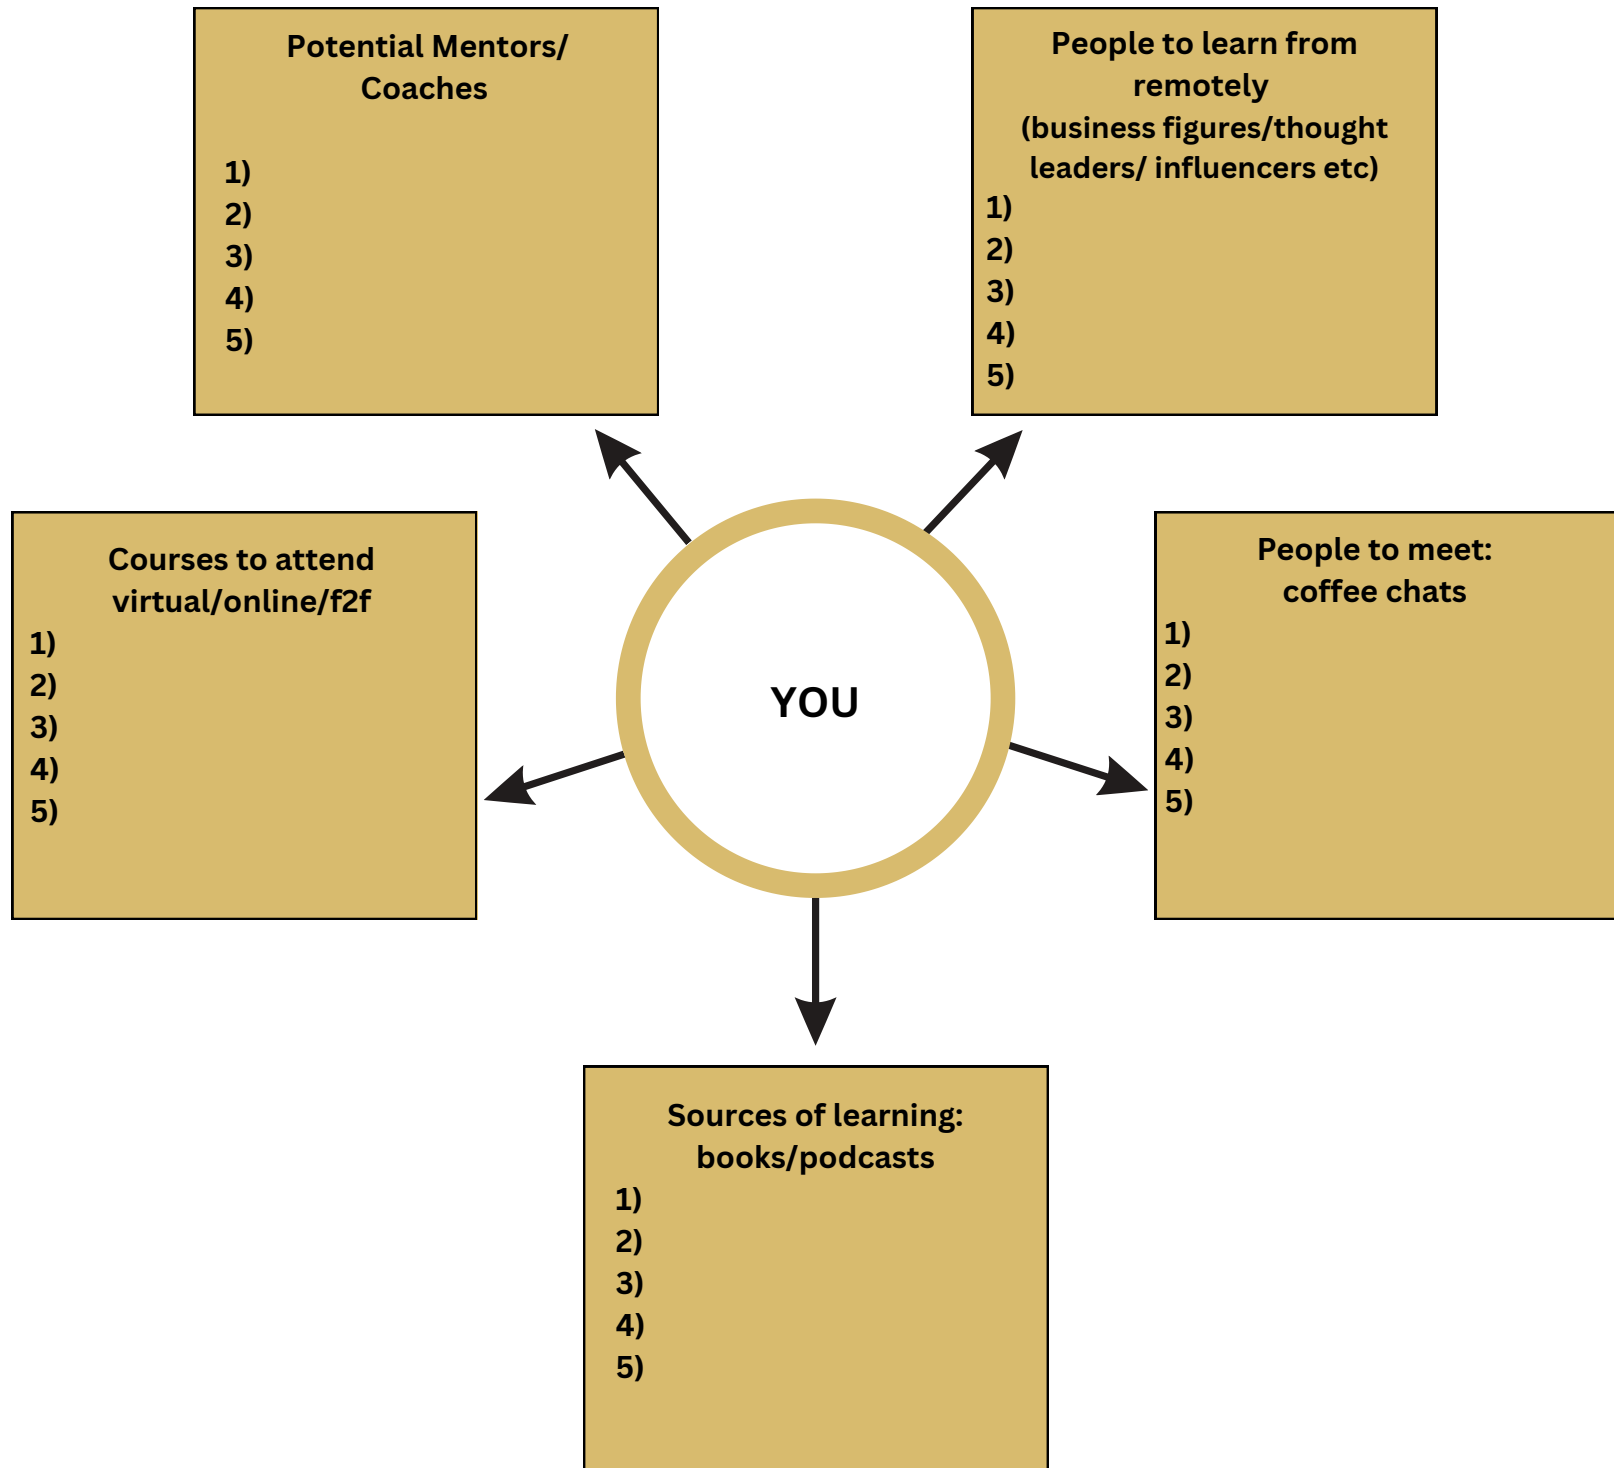 Potential Mentors/
Coaches
1)
2)
3)
4)
5)
People to learn from
remotely
(business figures/thought
leaders/ influencers etc)
1)
2)
3)
4)
5)
Courses to attend
virtual/online/f2f
1)
2)
3)
4)
5)
YOU
People to meet:
coffee chats
1)
2)
3)
4)
5)
Sources of learning:
books/podcasts
1)
2)
3)
4)
5)